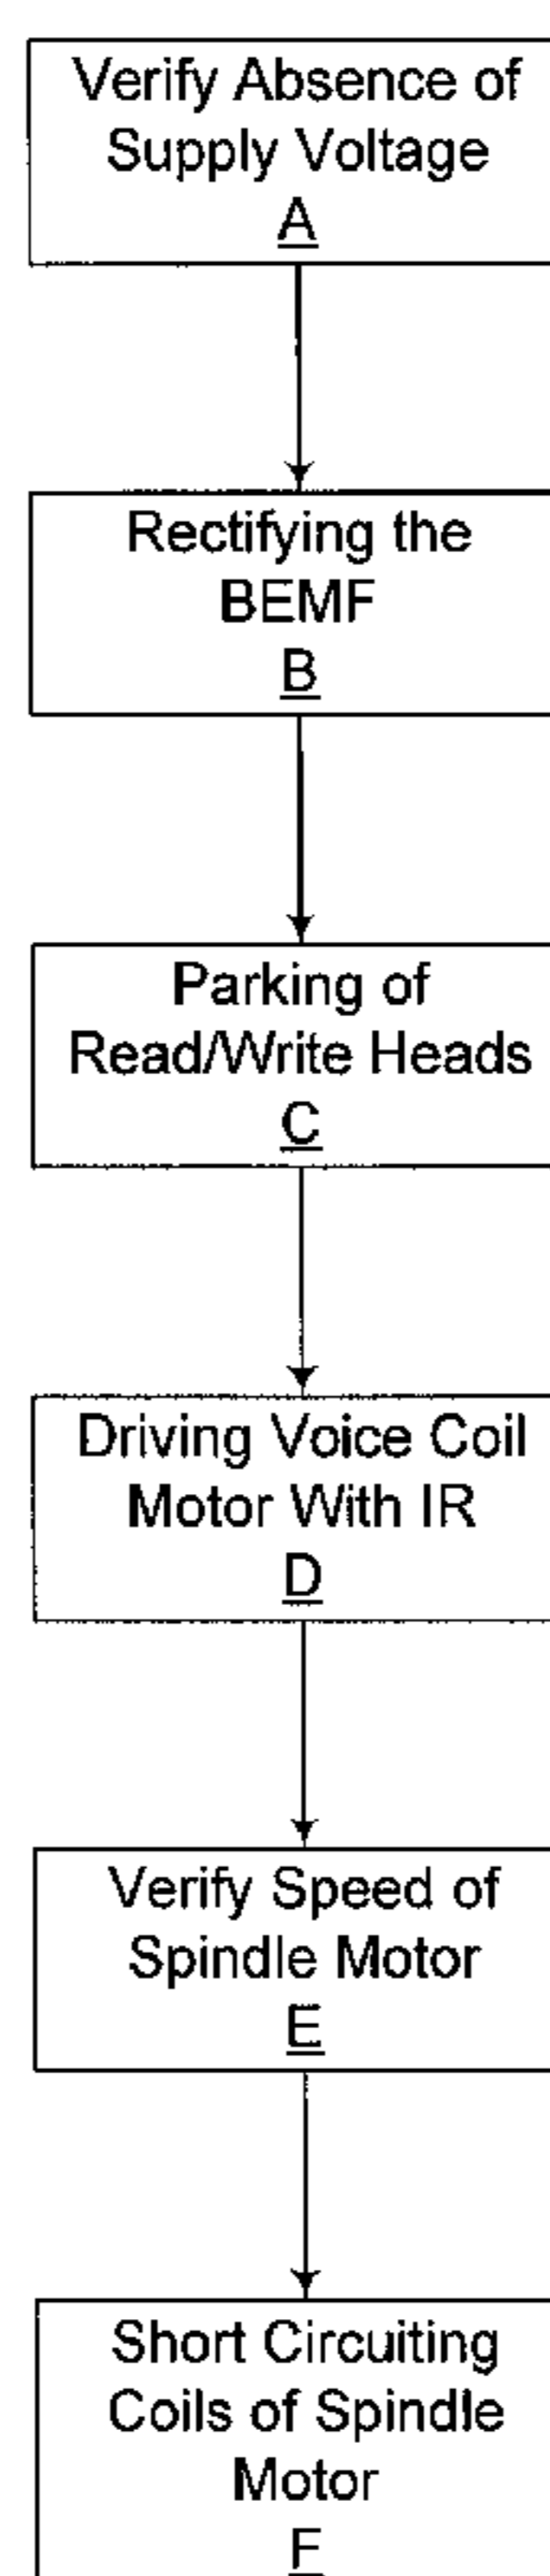 Verify Absence of
Supply Voltage
A
Rectifying the
BEMF
B
Parking of
Read/Write Heads
C
Driving Voice Coil
Motor With IR
D
Verify Speed of
Spindle Motor
E
Short Circuiting
Coils of Spindle
Motor
F